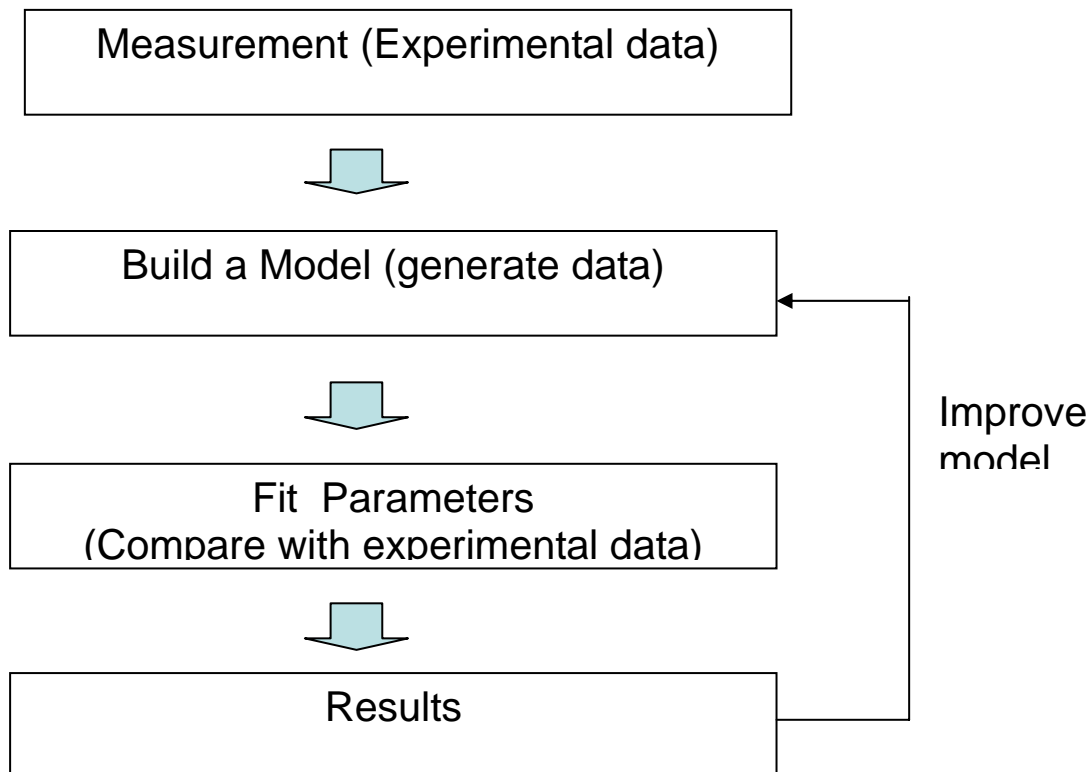 Measurement (Experimental data)
Build a Model (generate data)
Improve
model
Fit Parameters
(Compare with experimental data)
Results